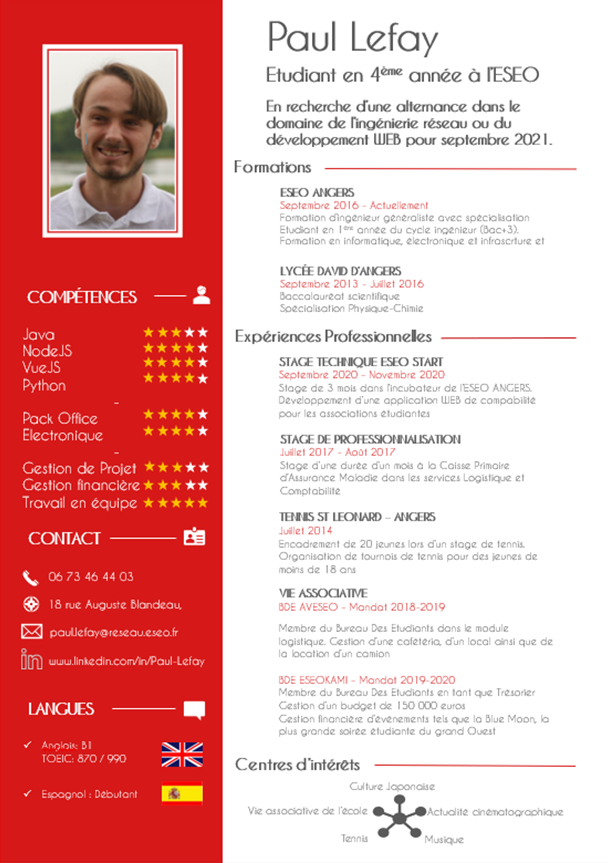 Paul Lefay
Etudiant en 4ème année à l'ESEO
En recherche d'une alternance dans le
domaine de l'ingénierie réseau ou du
développement WEB pour septembre 2021.
Formations
ESEO ANGERS
Septembre 2016 - Actuellement
Formation d'ingénieur généraliste avec spécialisation
Etudiant en 1ère année du cycle ingénieur (Bac+3).
Formation en informatique, électronique et infrascrture et
LYCÉE DAVID D'ANGERS
Septembre 2013 - Juillet 2016
Baccalauréat scientifique
Spécialisation Physique-Chimie
Expériences Professionnelles
STAGE TECHNIQUE ESEO START
Septembre 2020 - Novembre 2020
Stage de 3 mois dans l'incubateur de l'ESEO ANGERS.
Développement d'une application WEB de compabilité
pour les associations étudiantes
STAGE DE PROFESSIONNALISATION
Juillet 2017 - Août 2017
Stage d'une durée d'un mois à la Caisse Primaire
d'Assurance Maladie dans les services Logistique et
Comptabilité
TENNIS ST LEONARD - ANGERS
Juillet 2014
Encadrement de 20 jeunes lors d'un stage de tennis.
Organisation de tournois de tennis pour des jeunes de
moins de 18 ans
VIE ASSOCIATIVE
BDE AVESEO - Mandat 2018-2019
Membre du Bureau Des Etudiants dans le module
logistique. Gestion d'une cafétéria, d'un local ainsi que de
la location d'un camion
BDE ESEOKAMI - Mandat 2019-2020
Membre du Bureau Des Etudiants en tant que Trésorier
Gestion d'un budget de 150 000 euros
Gestion financière d'événements tels que la Blue Moon, la
plus grande soirée étudiante du grand Ouest
Centres d'intérêts
Culture Japonaise
Vie associative de l'école
Actualité cinématographique
Tennis
Musique
COMPÉTENCES
Java
NodeJS
VueJS
Python
-
Pack Office
Electronique
-
Gestion de Projet
Gestion financière
Travail en équipe
CONTACT
06 73 46 44 03
18 rue Auguste Blandeau,
paul.lefay@reseau.eseo.fr
www.linkedin.com/in/Paul-Lefay
LANGUES
Anglais: B1
TOEIC: 870 / 990
Espagnol : Débutant